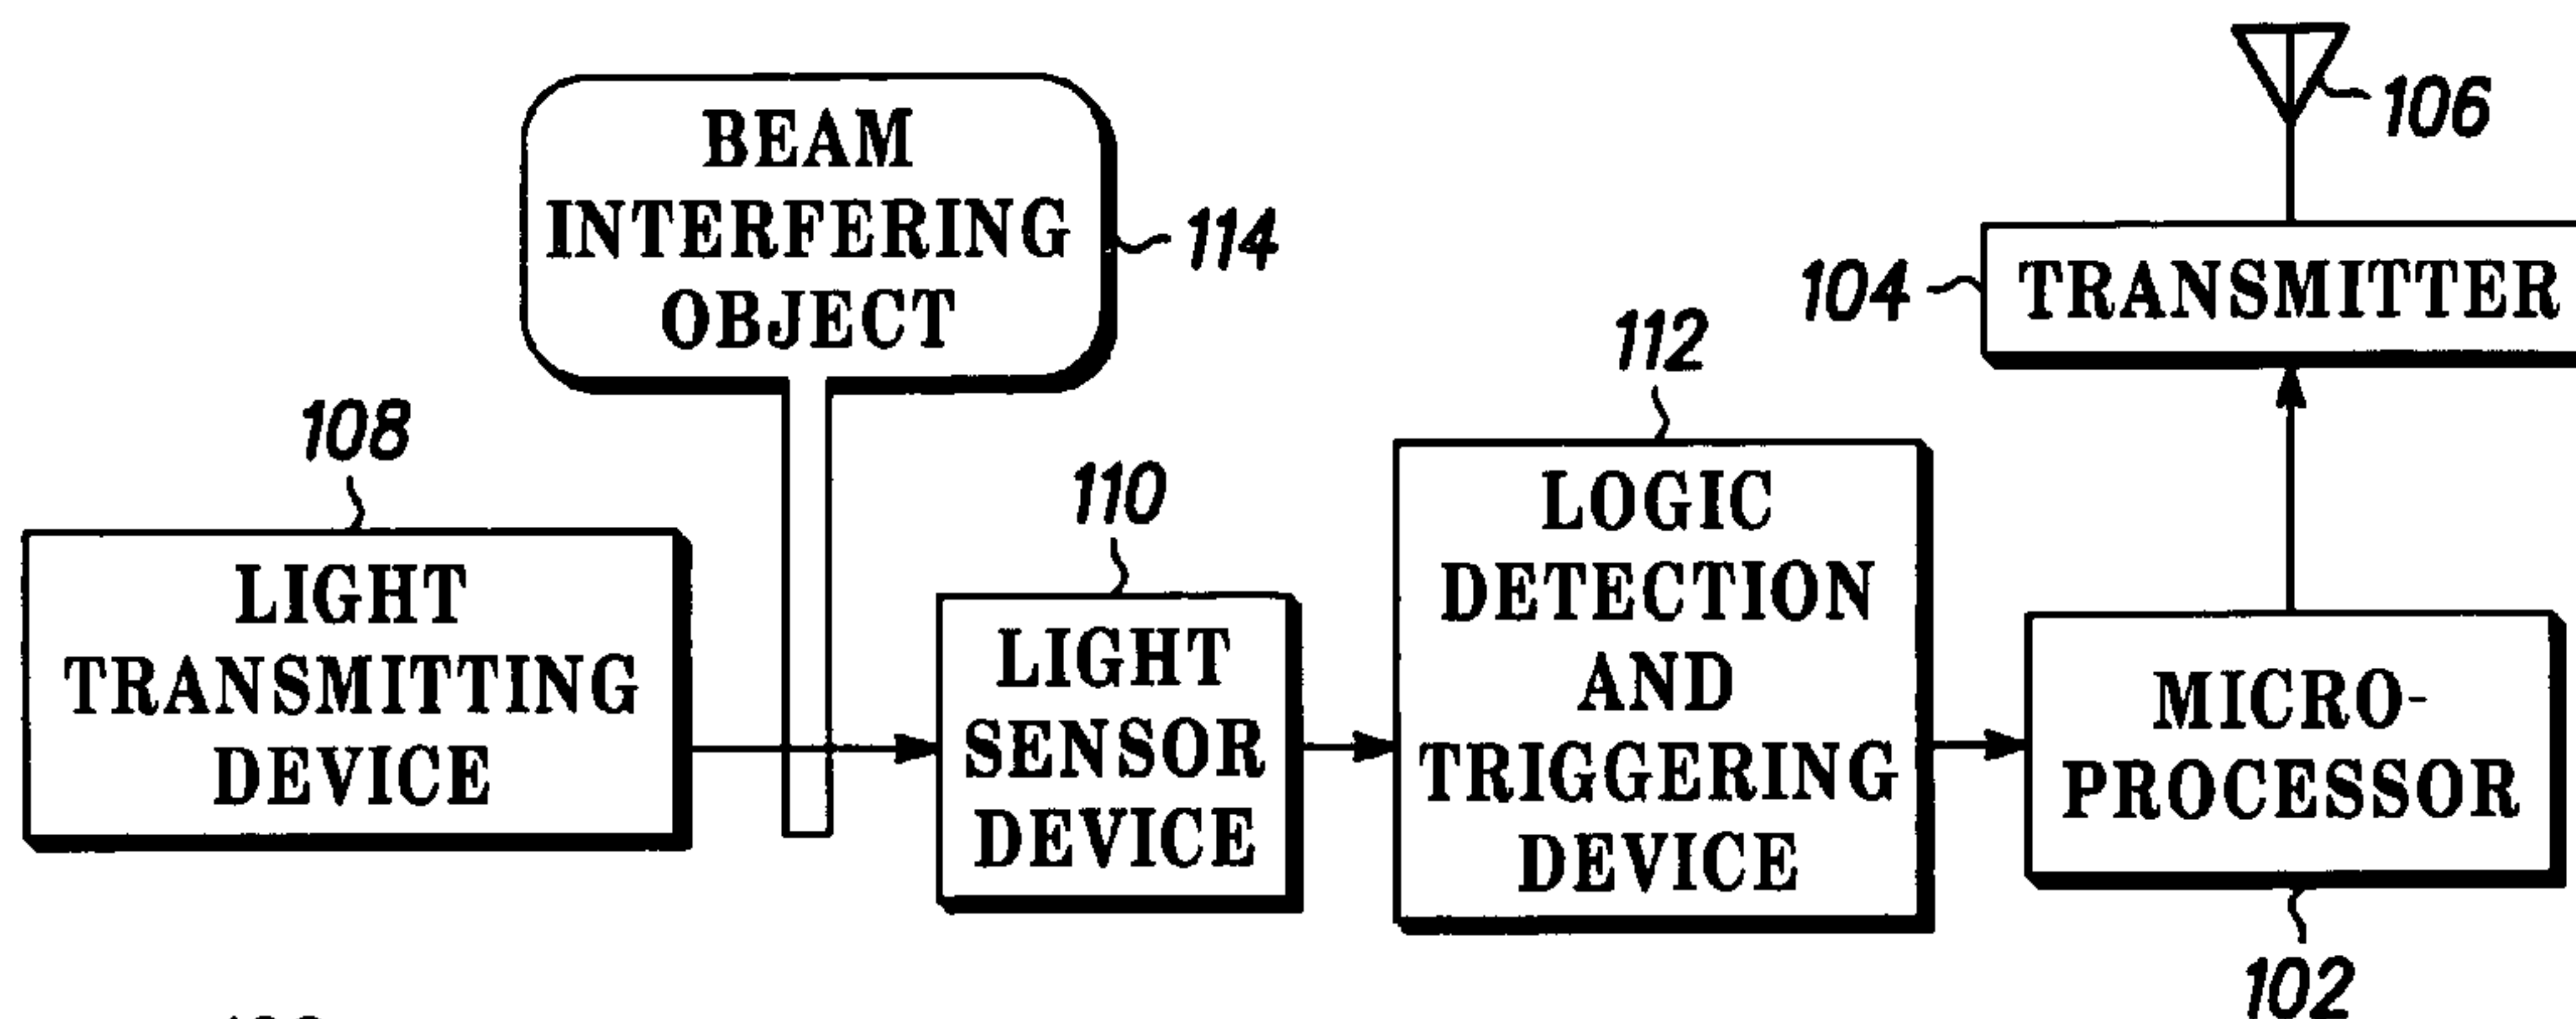 106
BEAM
INTERFERING
OBJECT
114
104
TRANSMITTER
112
108
110
LIGHT
TRANSMITTING
DEVICE
LIGHT
SENSOR
DEVICE
LOGIC
DETECTION
AND
TRIGGERING
DEVICE
MICRO-
PROCESSOR
102